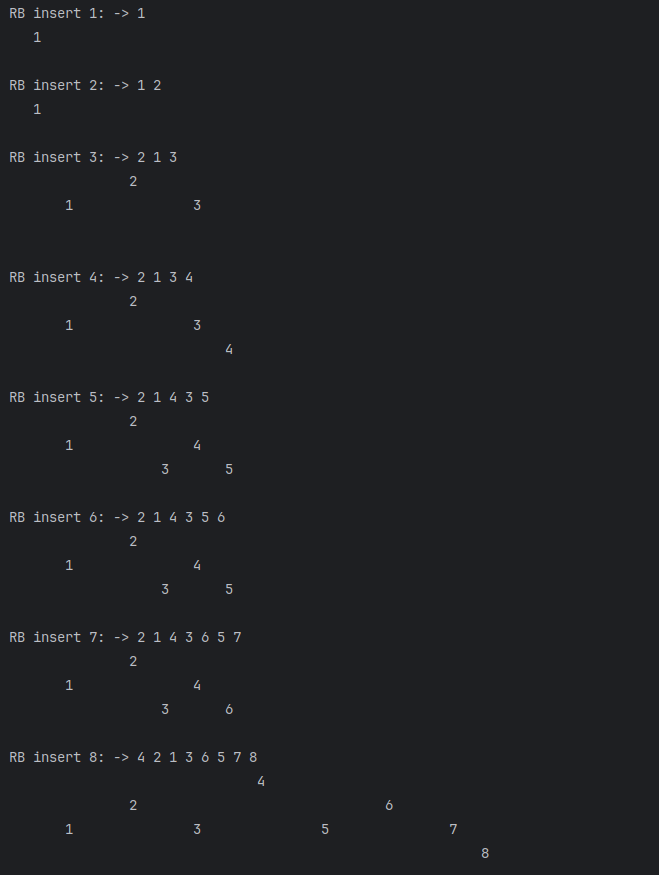 RB insert 1: -> 1
1
RB insert 2: -> 1 2
1
RB insert 3: -> 2 1 3
2
1 3
RB insert 4: -> 2 1 3 4
2
1 3
4
RB insert 5: -> 2 1 4 3 5
2
1 4
3 5
RB insert 6: -> 2 1 4 3 5 6
2
1 4
3 5
RB insert 7: -> 2 1 4 3 6 5 7
2
1 4
3 6
RB insert 8: -> 4 2 1 3 6 5 7 8
4
2 6
1 3 5 7
8